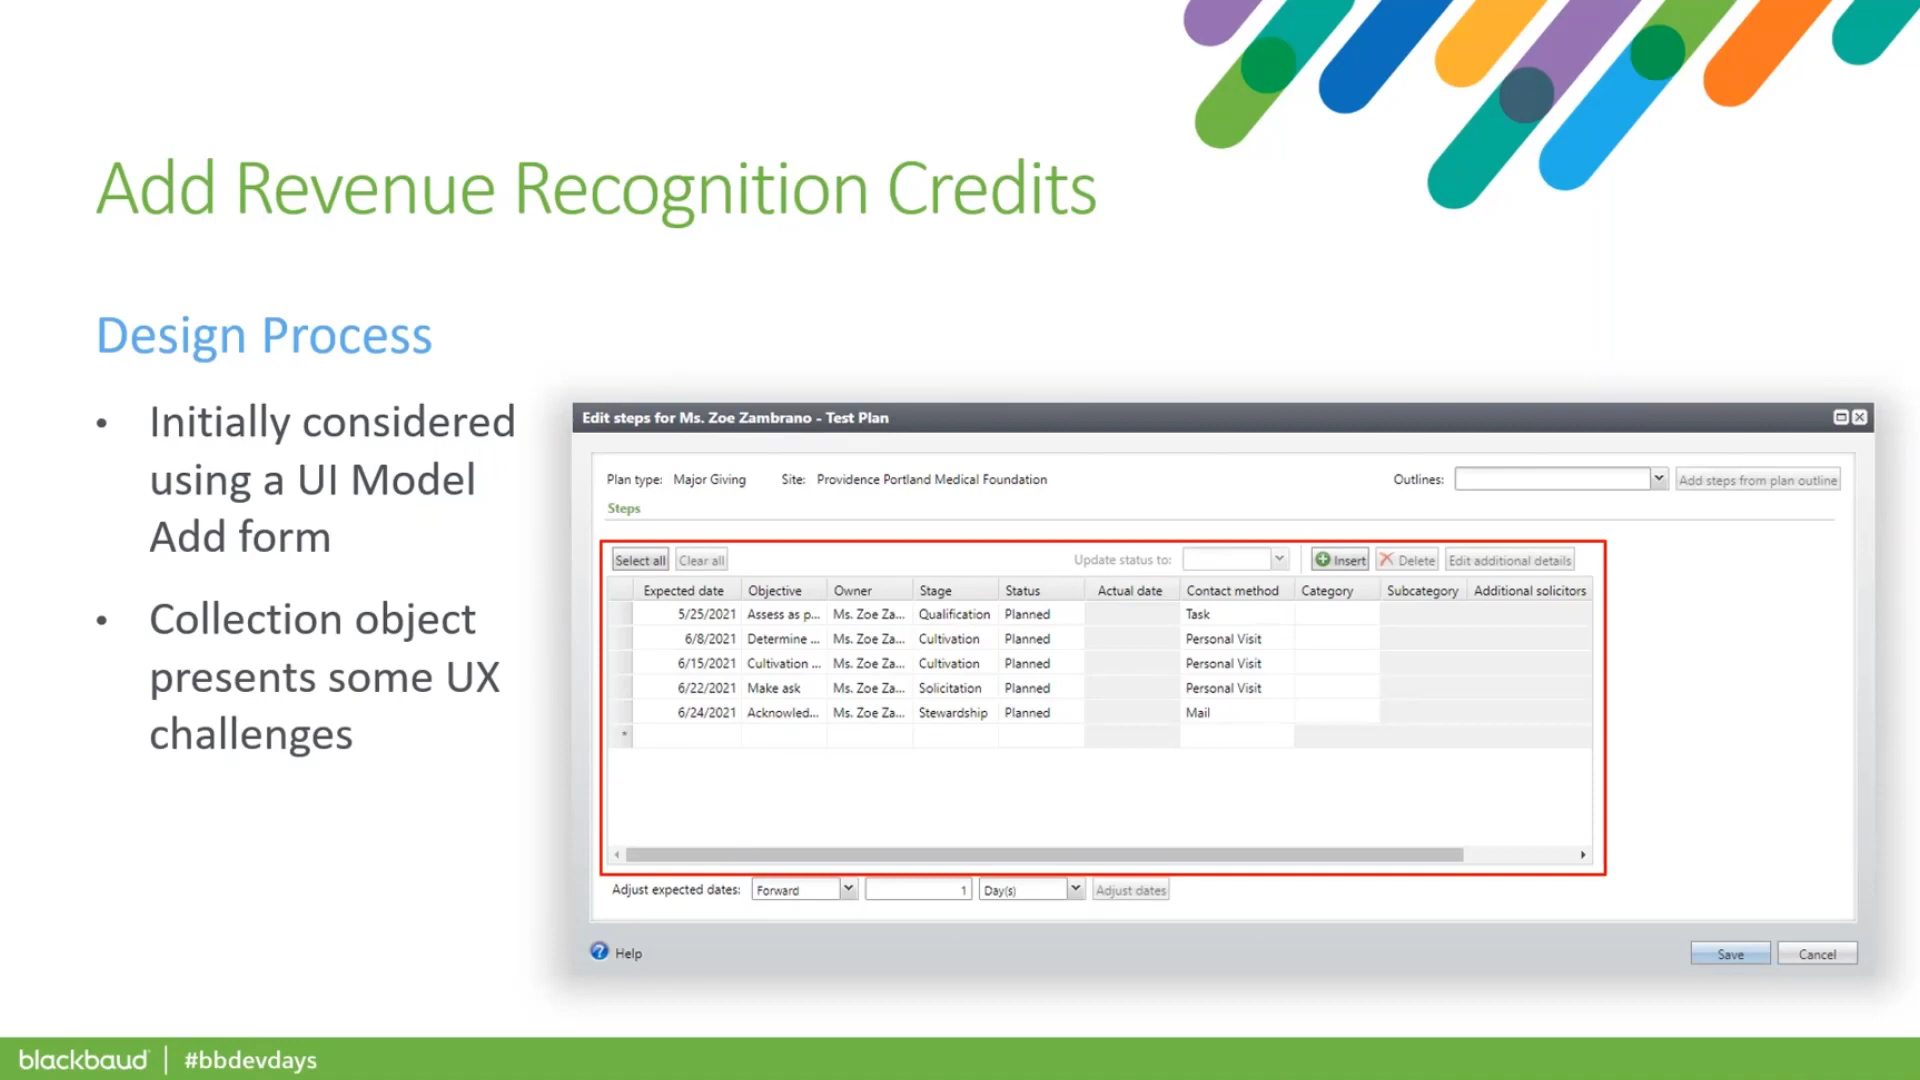 Add Revenue Recognition Credits
Design Process
• Initially considered
using a UI Model
Add form
• Collection object
presents some UX
challenges
Edit steps for Ms. Zoe Zambrano - Test Plan
Plan type: Major Giving Site: Providence Portland Medical Foundation Outlines: Add steps from plan outline
Steps
Select all Clear all Update status to: Insert Delete Edit additional details
Expected date Objective Owner Stage Status Actual date Contact method Category Subcategory Additional solicitors
5/25/2021 Assess as p... Ms. Zoe Za... Qualification Planned Task
6/8/2021 Determine ... Ms. Zoe Za... Cultivation Planned Personal Visit
6/15/2021 Cultivation ... Ms. Zoe Za... Cultivation Planned Personal Visit
6/22/2021 Make ask Ms. Zoe Za... Solicitation Planned Personal Visit
6/24/2021 Acknowled... Ms. Zoe Za... Stewardship Planned Mail
*
Adjust expected dates: Forward 1 Day(s) Adjust dates
? Help Save Cancel
blackbaud | #bbdevdays